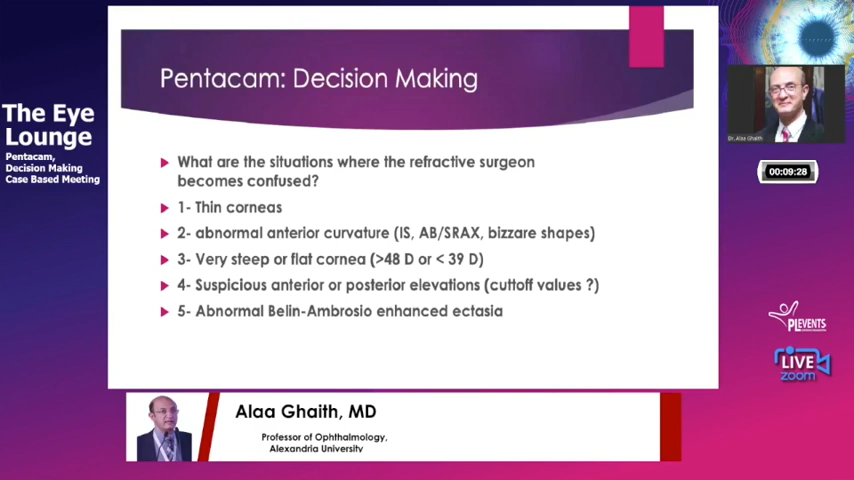 Pentacam: Decision Making
The Eye
Lounge
Pentacam,
Decision Making
Case Based Meeting
What are the situations where the refractive surgeon
becomes confused?
1- Thin corneas
2- abnormal anterior curvature (IS, AB/SRAX, bizzare shapes)
3- Very steep or flat cornea (>48 D or < 39 D)
4- Suspicious anterior or posterior elevations (cuttoff values ?)
5- Abnormal Belin-Ambrosio enhanced ectasia
Dr. Alaa Ghaith
00:09:28
PLEVENTS
LIVE
zoom
Alaa Ghaith, MD
Professor of Ophthalmology,
Alexandria University